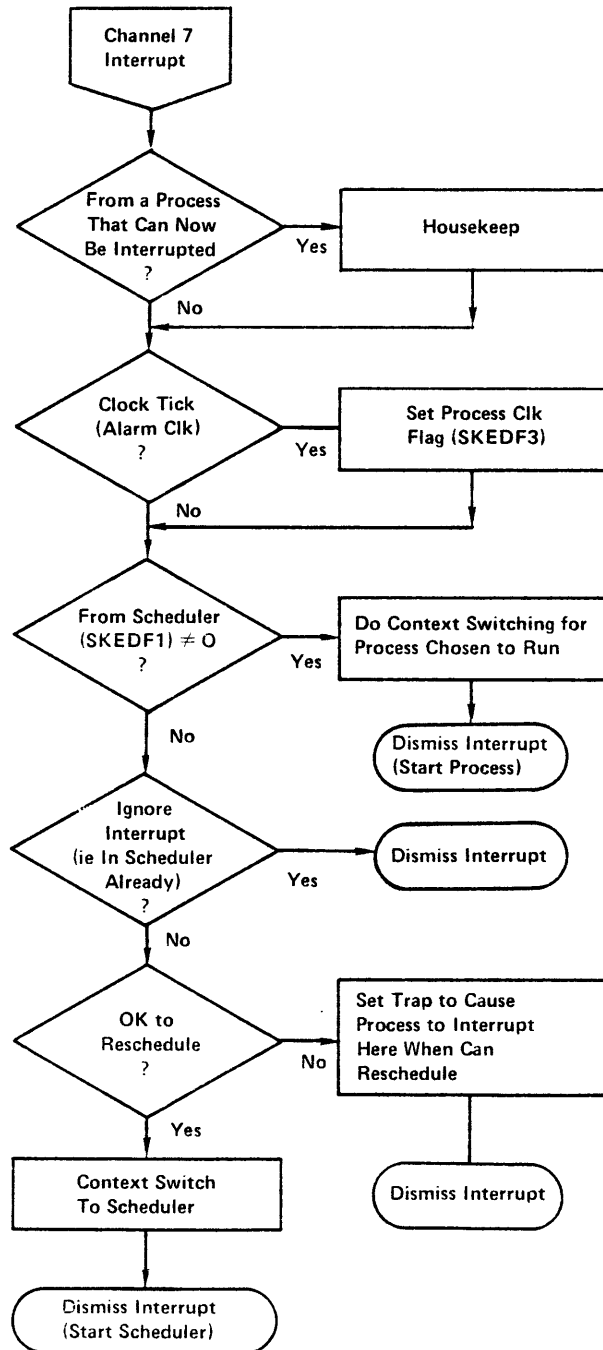 Channel 7
Interrupt
From a Process
That Can Now
Be Interrupted
?
Yes
Housekeep
No
Clock Tick
(Alarm Clk)
?
Yes
Set Process Clk
Flag (SKEDF3)
No
From Scheduler
(SKEDF1) ≠ O
?
Yes
Do Context Switching for
Process Chosen to Run
Dismiss Interrupt
(Start Process)
No
Ignore
Interrupt
(ie In Scheduler
Already)
?
Yes
Dismiss Interrupt
No
OK to
Reschedule
?
No
Set Trap to Cause
Process to Interrupt
Here When Can
Reschedule
Dismiss Interrupt
Yes
Context Switch
To Scheduler
Dismiss Interrupt
(Start Scheduler)